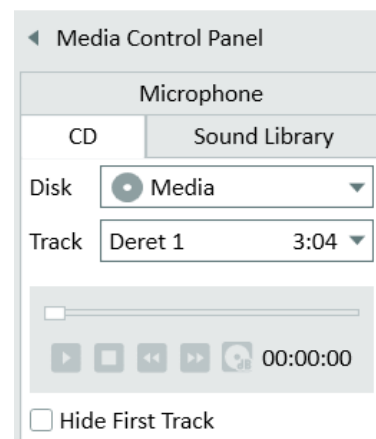 Media Control Panel
Microphone
CD Sound Library
Disk Media
Track Deret 1 3:04
00:00:00
Hide First Track